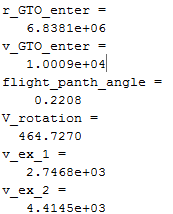 r_GTO_enter =
6.8381e+06
v_GTO_enter =
1.0009e+04
flight_panth_angle =
0.2208
V_rotation =
464.7270
v_ex_1 =
2.7468e+03
v_ex_2 =
4.4145e+03